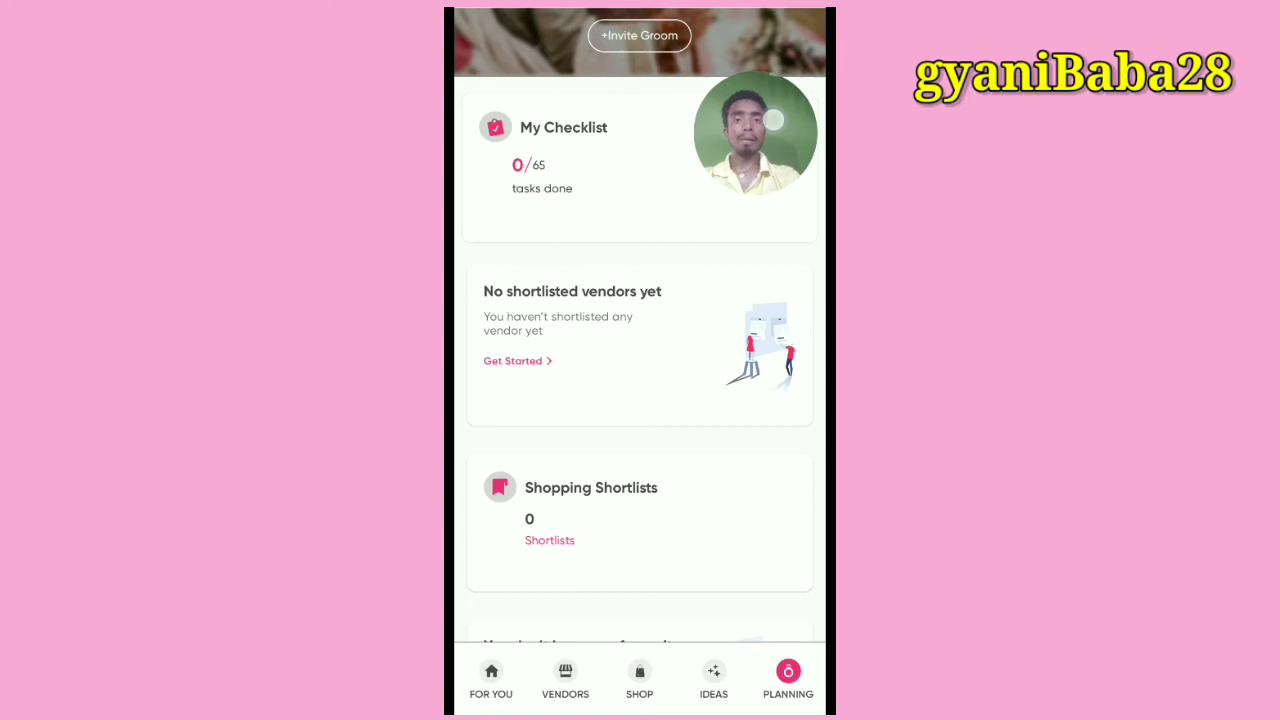 +Invite Groom
gyaniBaba28
My Checklist
0/65
tasks done
No shortlisted vendors yet
You haven't shortlisted any
vendor yet
Get Started >
Shopping Shortlists
0
Shortlists
FOR YOU
VENDORS
SHOP
IDEAS
PLANNING